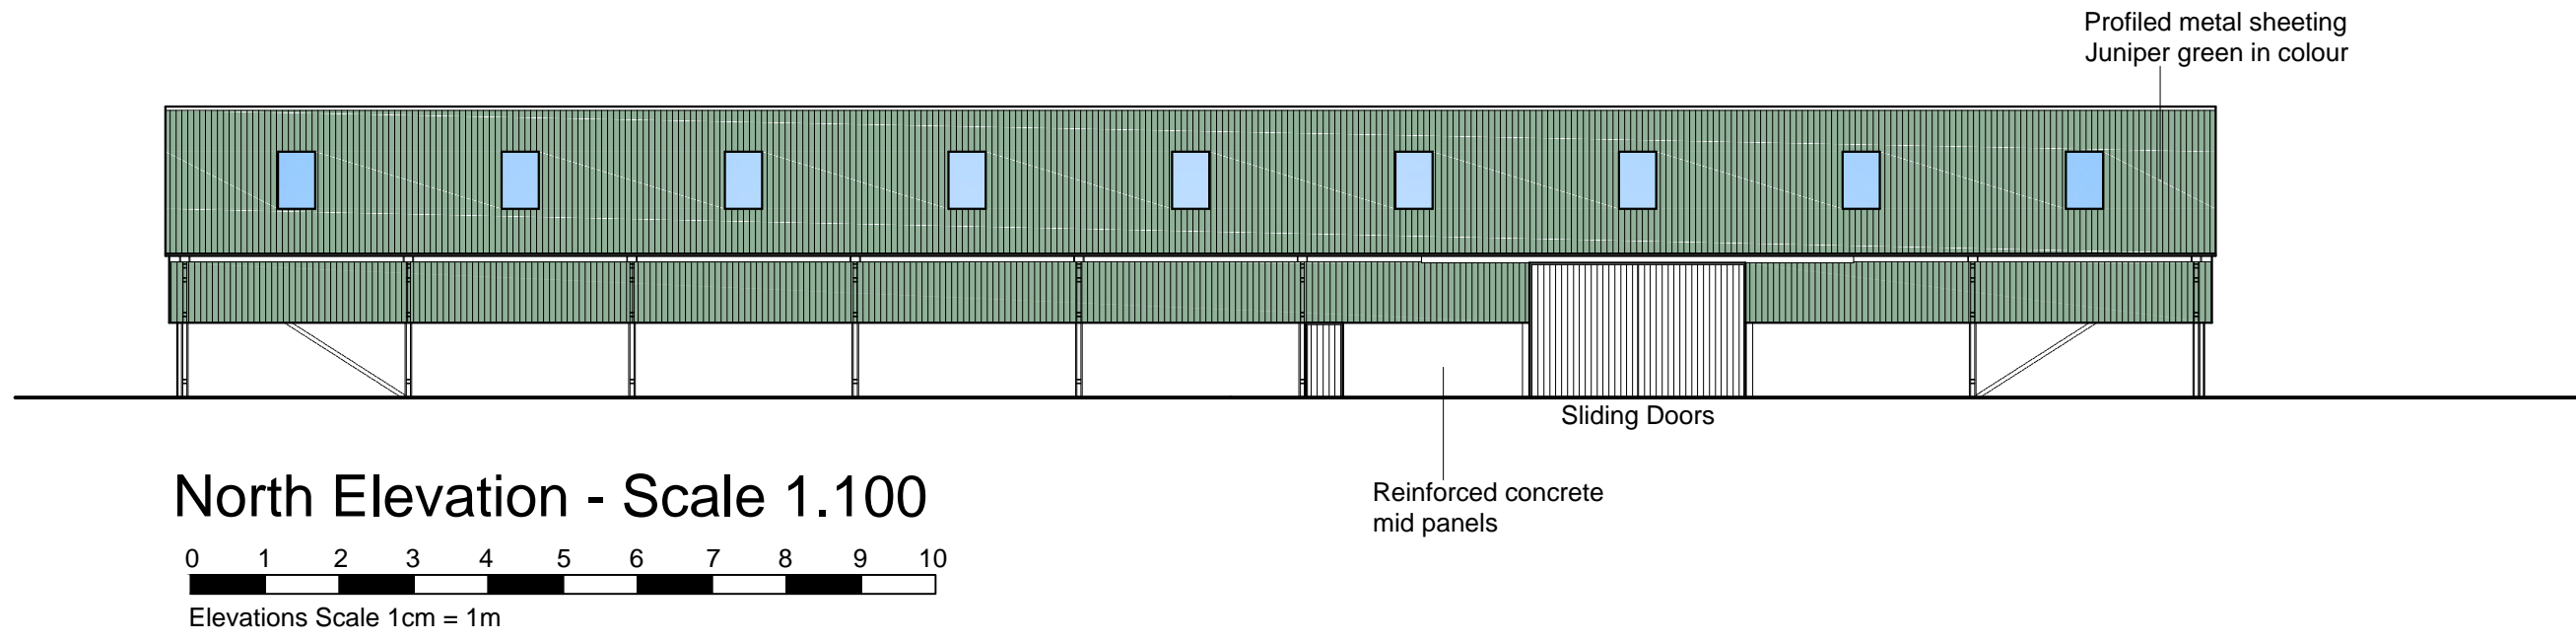 Profiled metal sheeting
Juniper green in colour
Sliding Doors
Reinforced concrete
mid panels
North Elevation - Scale 1.100
0 1 2 3 4 5 6 7 8 9 10
Elevations Scale 1cm = 1m